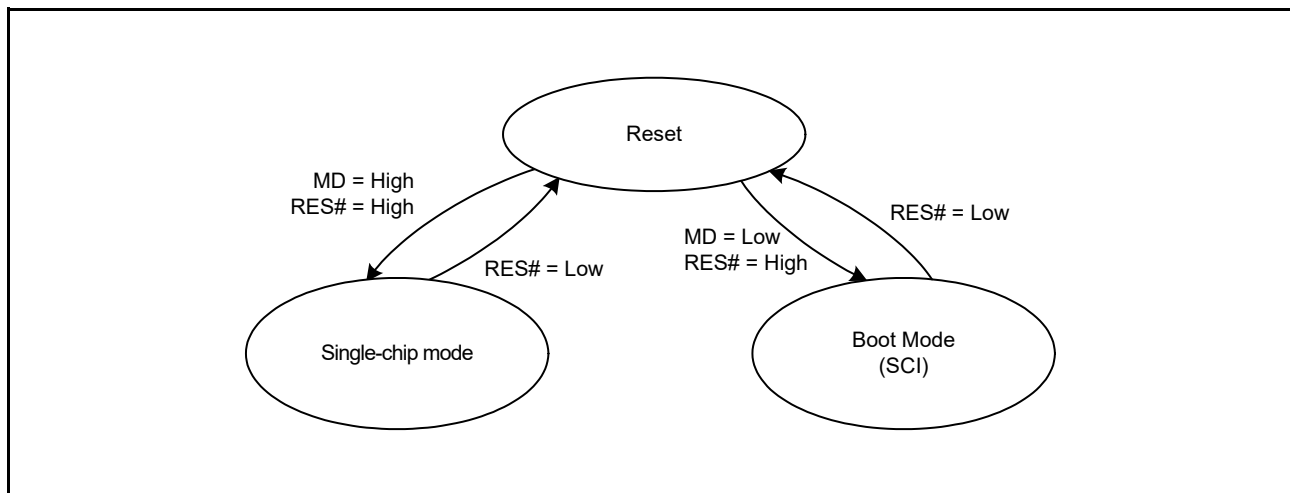 Reset
MD = High
RES# = High
RES# = Low
MD = Low
RES# = High
RES# = Low
Single-chip mode
Boot Mode
(SCI)